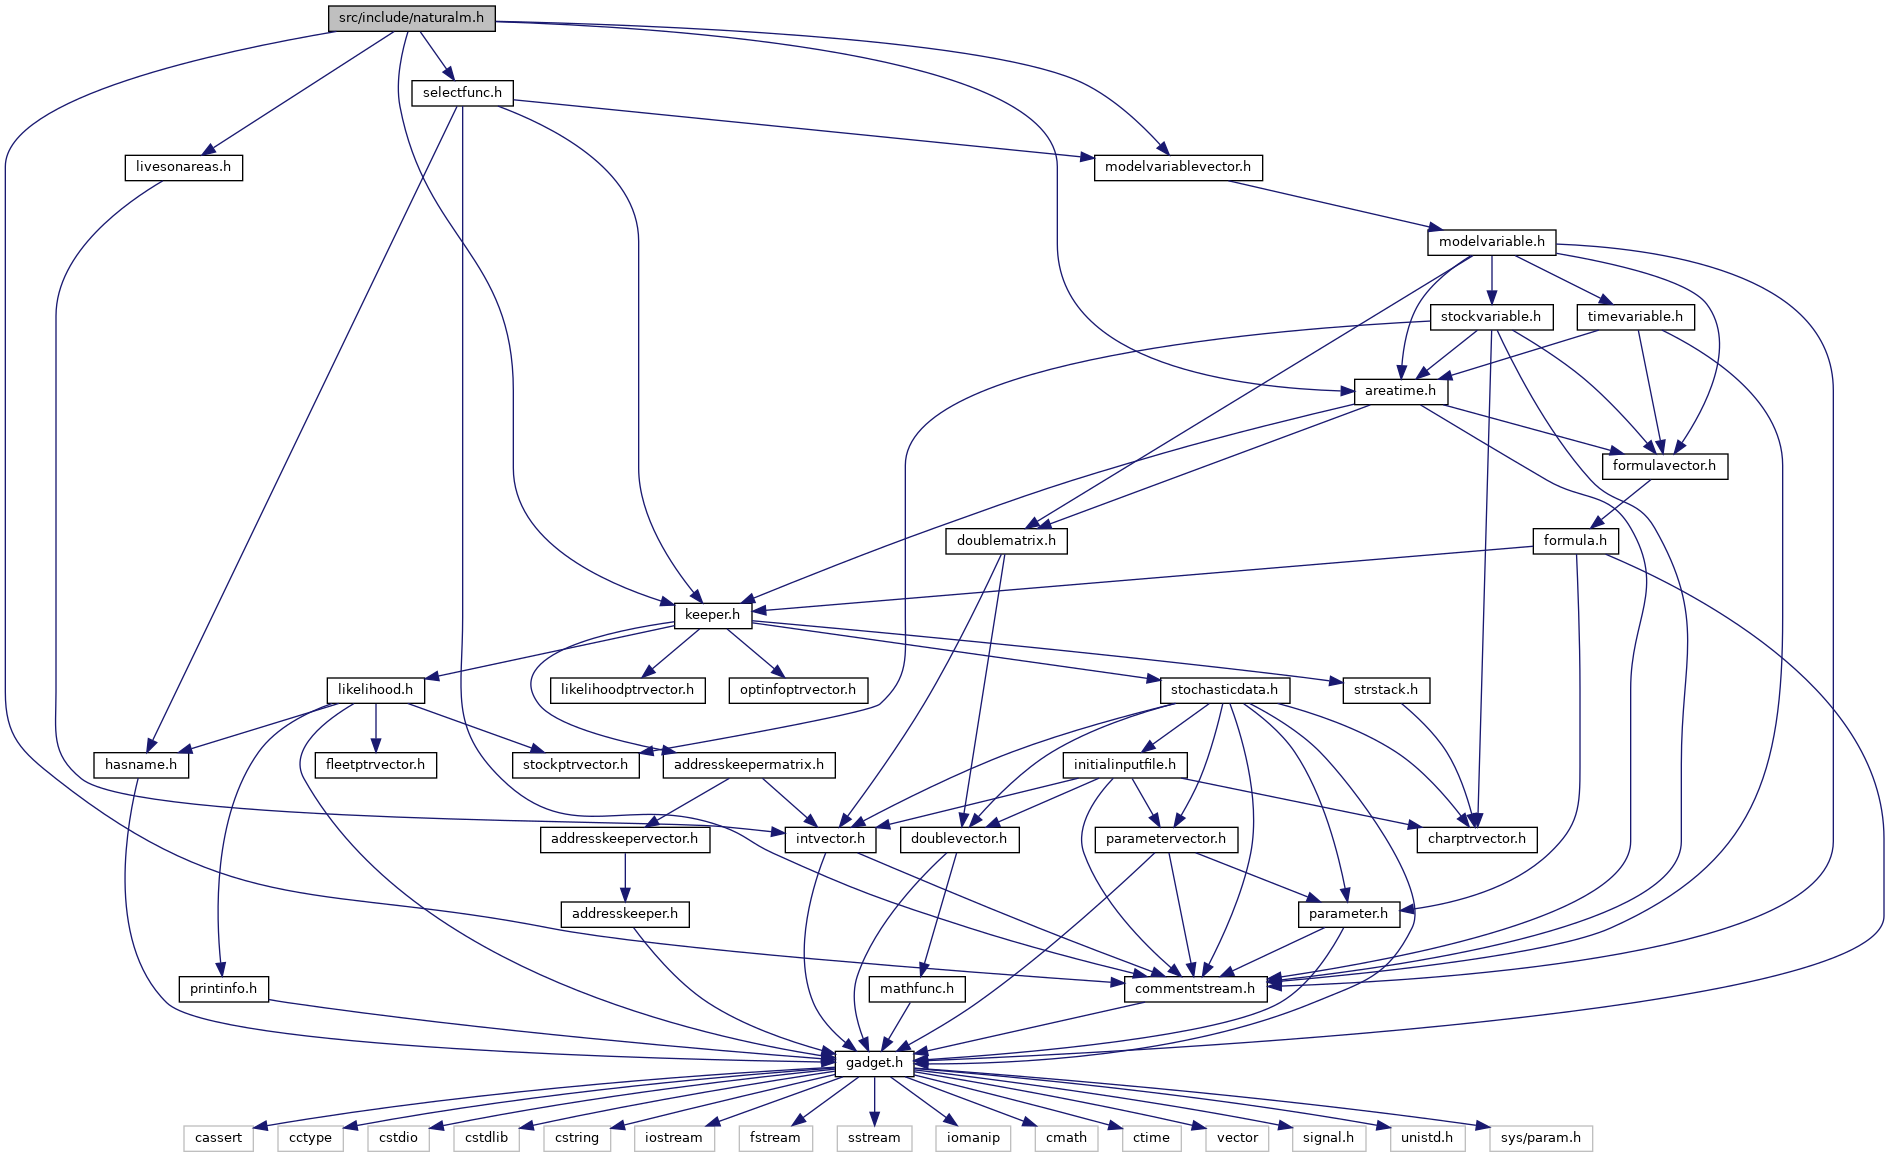 src/include/naturalm.h
selectfunc.h
livesonareas.h
modelvariablevector.h
modelvariable.h
stockvariable.h
timevariable.h
areatime.h
formulavector.h
doublematrix.h
formula.h
keeper.h
likelihood.h
likelihoodptrvector.h
optinfoptrvector.h
stochasticdata.h
strstack.h
hasname.h
fleetptrvector.h
stockptrvector.h
addresskeepermatrix.h
initialinputfile.h
addresskeepervector.h
intvector.h
doublevector.h
parametervector.h
charptrvector.h
addresskeeper.h
parameter.h
printinfo.h
mathfunc.h
commentstream.h
gadget.h
cassert
cctype
cstdio
cstdlib
cstring
iostream
fstream
sstream
iomanip
cmath
ctime
vector
signal.h
unistd.h
sys/param.h